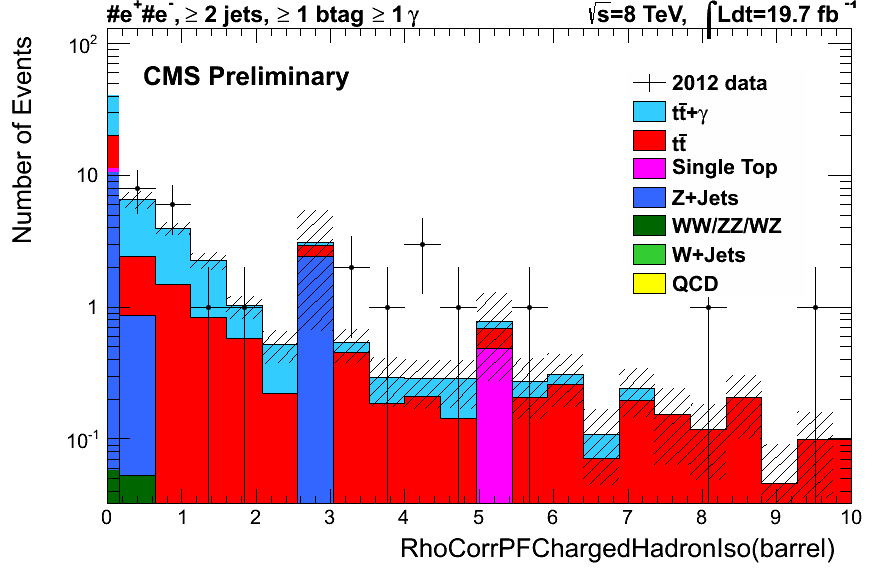 #e⁺#e⁻, ≥ 2 jets, ≥ 1 btag ≥ 1 γ √s=8 TeV, ∫Ldt=19.7 fb⁻¹
CMS Preliminary
2012 data
tt̄+γ
tt̄
Single Top
Z+Jets
WW/ZZ/WZ
W+Jets
QCD
Number of Events
10²
10
1
10⁻¹
0 1 2 3 4 5 6 7 8 9 10
RhoCorrPFChargedHadronIso(barrel)